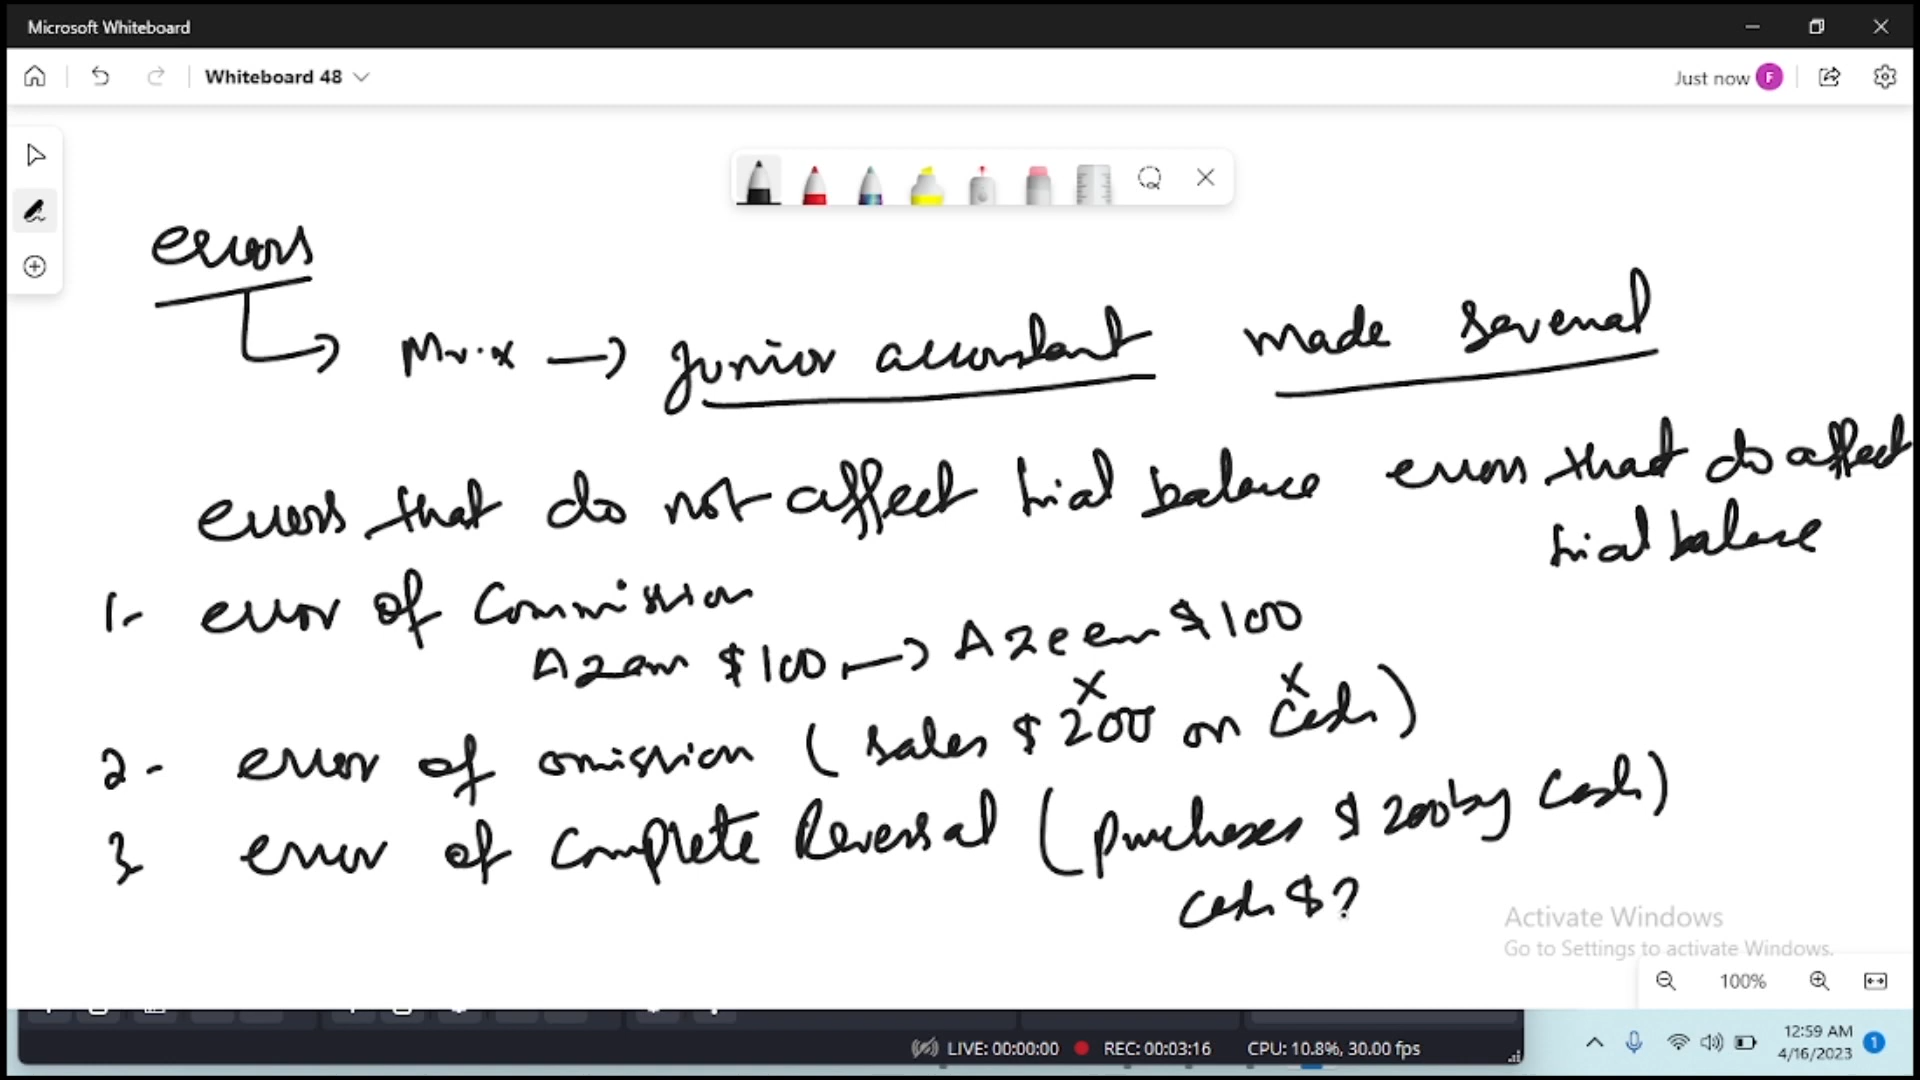 Microsoft Whiteboard
Whiteboard 48
Just now F
errors
Mr.x → junior accountant made several
errors that do not affect trial balance errors that do affect
trial balance
1- error of Commission
Azam $100 → Azeem $100
x x
2- error of omission (sales $200 on Cash)
3 error of Complete Reversal (purchases $200 by Cash)
cash $?
Activate Windows
Go to Settings to activate Windows.
100%
LIVE: 00:00:00 REC: 00:03:16 CPU: 10.8%, 30.00 fps
12:59 AM
4/16/2023
1